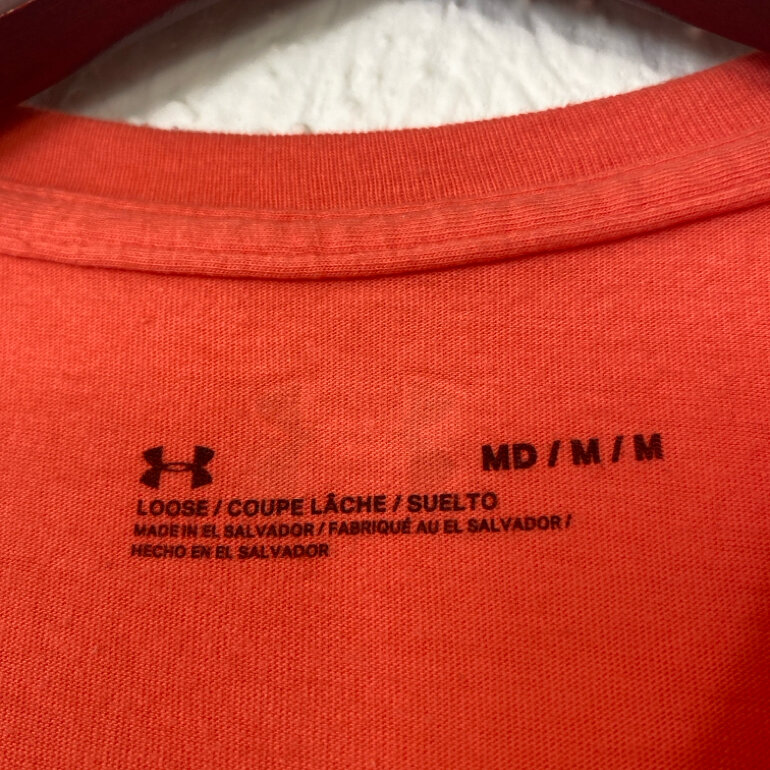 MD / M / M
LOOSE / COUPE LÂCHE / SUELTO
MADE IN EL SALVADOR / FABRIQUÉ AU EL SALVADOR /
HECHO EN EL SALVADOR